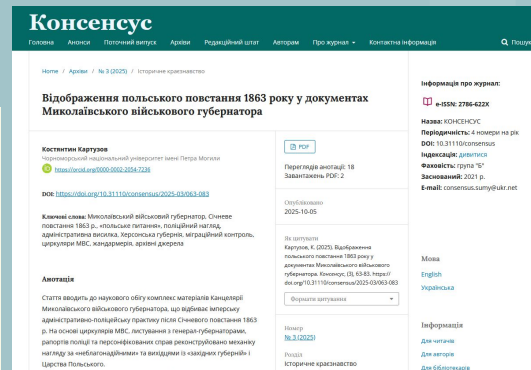 Консенсус
Головна Анонси Поточний випуск Архіви Редакційний штат Авторам Про журнал Контактна інформація Пошук
Home / Архіви / № 3 (2025) / Історичне краєзнавство
Відображення польського повстання 1863 року у документах
Миколаївського військового губернатора
Костянтин Картузов
Чорноморський національний університет імені Петра Могили
https://orcid.org/0000-0002-2054-7236
DOI: https://doi.org/10.31110/consensus/2025-03/063-083
Ключові слова: Миколаївський військовий губернатор, Січневе
повстання 1863 р., «польське питання», поліційний нагляд,
адміністративна висилка, Херсонська губернія, міграційний контроль,
циркуляри МВС, жандармерія, архівні джерела
Анотація
Стаття вводить до наукового обігу комплекс матеріалів Канцелярії
Миколаївського військового губернатора, що відбиває імперську
адміністративно-поліцейську практику після Січневого повстання 1863
р. На основі циркулярів МВС, листування з генерал-губернаторами,
рапортів поліції та персоніфікованих справ реконструйовано механіку
нагляду за «неблагонадійними» та вихідцями із «західних губерній» і
Царства Польського.
PDF
Переглядів анотації: 18
Завантажень PDF: 2
Опубліковано
2025-10-05
Як цитувати
Картузов, К. (2025). Відображення
польського повстання 1863 року у
документах Миколаївського військового
губернатора. Консенсус, (3), 63-83. https://
doi.org/10.31110/consensus/2025-03/063-083
Формати цитування
Номер
№ 3 (2025)
Розділ
Історичне краєзнавство
Інформація про журнал:
e-ISSN: 2786-622X
Назва: КОНСЕНСУС
Періодичність: 4 номери на рік
DOI: 10.31110/consensus
Індексація: дивитися
Фаховість: група "Б"
Заснований: 2021 р.
E-mail: consensus.sumy@ukr.net
Мова
English
Українська
Інформація
Для читачів
Для авторів
Для бібліотекарів